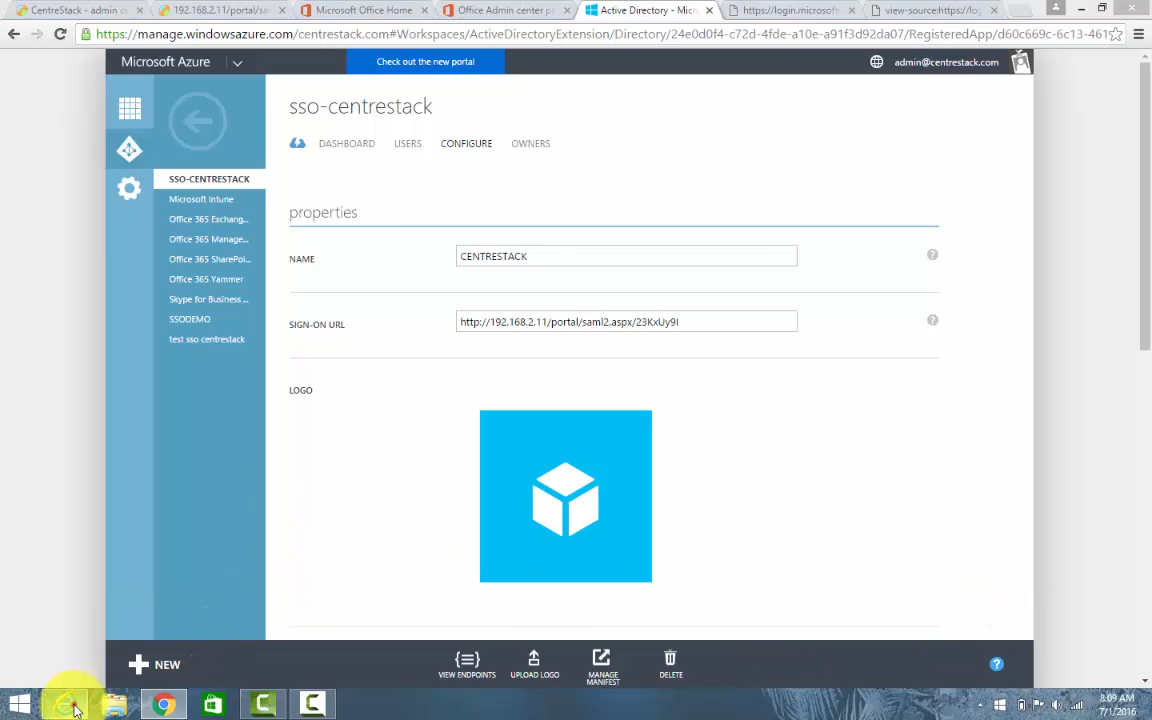 CentreStack - admin c
192.168.2.11/portal/sa
Microsoft Office Home
Office Admin center p
Active Directory - Micr
https://login.microsoft
view-source:https://log
https://manage.windowsazure.com/centrestack.com#Workspaces/ActiveDirectoryExtension/Directory/24e0d0f4-c72d-4fde-a10e-a91f3d92da07/RegisteredApp/d60c669c-6c13-461
Microsoft Azure
Check out the new portal
admin@centrestack.com
sso-centrestack
DASHBOARD USERS CONFIGURE OWNERS
SSO-CENTRESTACK
Microsoft Intune
Office 365 Exchang...
Office 365 Manage...
Office 365 SharePoi...
Office 365 Yammer
Skype for Business ...
SSODEMO
test sso centrestack
properties
NAME
CENTRESTACK
?
SIGN-ON URL
http://192.168.2.11/portal/saml2.aspx/23KxUy9I
?
LOGO
NEW
VIEW ENDPOINTS
UPLOAD LOGO
MANAGE
MANIFEST
DELETE
?
8:09 AM
7/1/2016